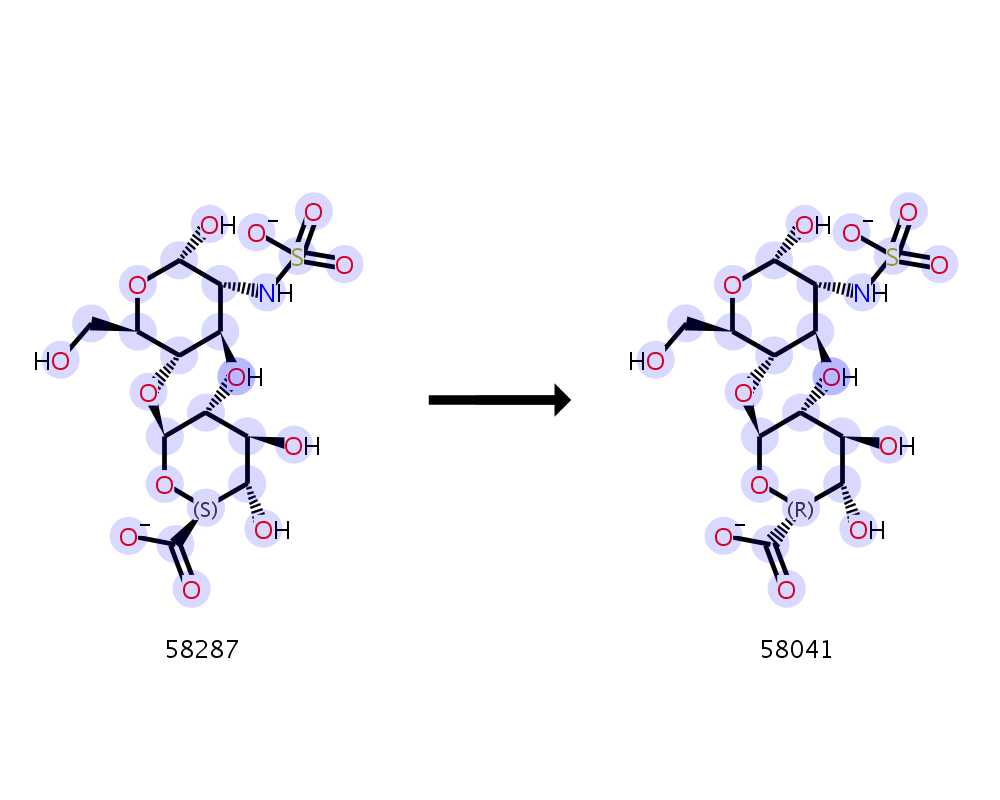 OH O⁻ O S O OH O⁻ O S O
O NH O NH
HO OH HO OH
O O
OH OH
O (S) O (R)
O⁻ OH O⁻ OH
O O
58287 58041